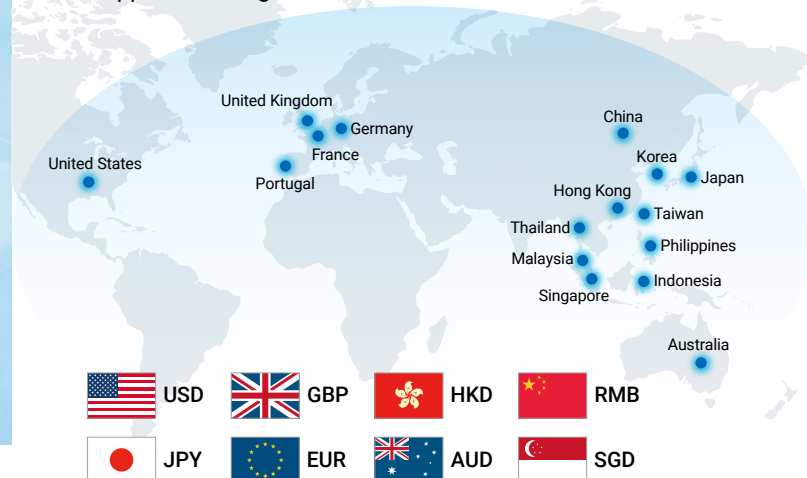 United Kingdom
Germany
France
United States
Portugal
China
Korea
Japan
Hong Kong
Taiwan
Thailand
Philippines
Malaysia
Indonesia
Singapore
Australia
USD GBP HKD RMB
JPY EUR AUD SGD